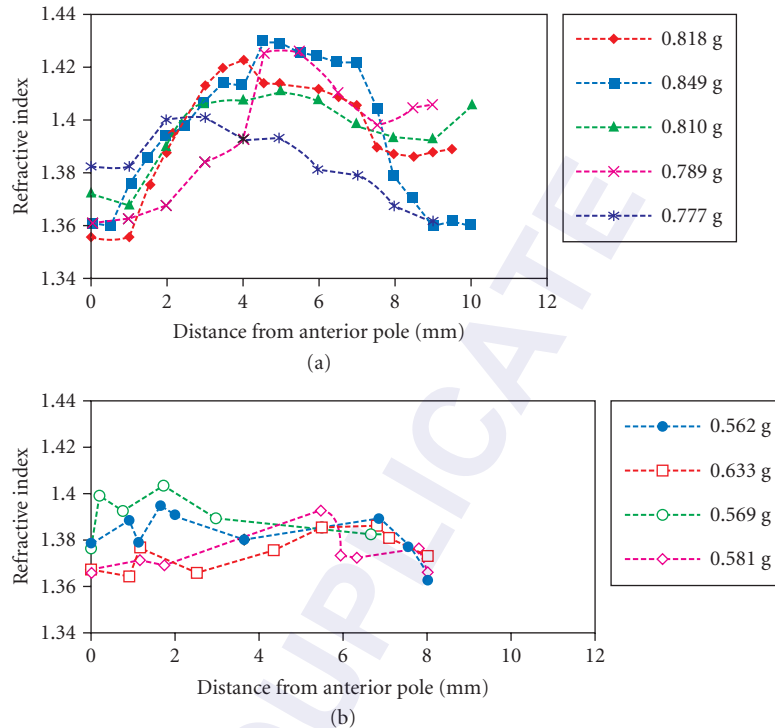 1.44
1.42
1.4
1.38
1.36
1.34
Refractive index
0 2 4 6 8 10 12
Distance from anterior pole (mm)
(a)
0.818 g
0.849 g
0.810 g
0.789 g
0.777 g
1.44
1.42
1.4
1.38
1.36
1.34
Refractive index
0 2 4 6 8 10 12
Distance from anterior pole (mm)
(b)
0.562 g
0.633 g
0.569 g
0.581 g
UPLICATE